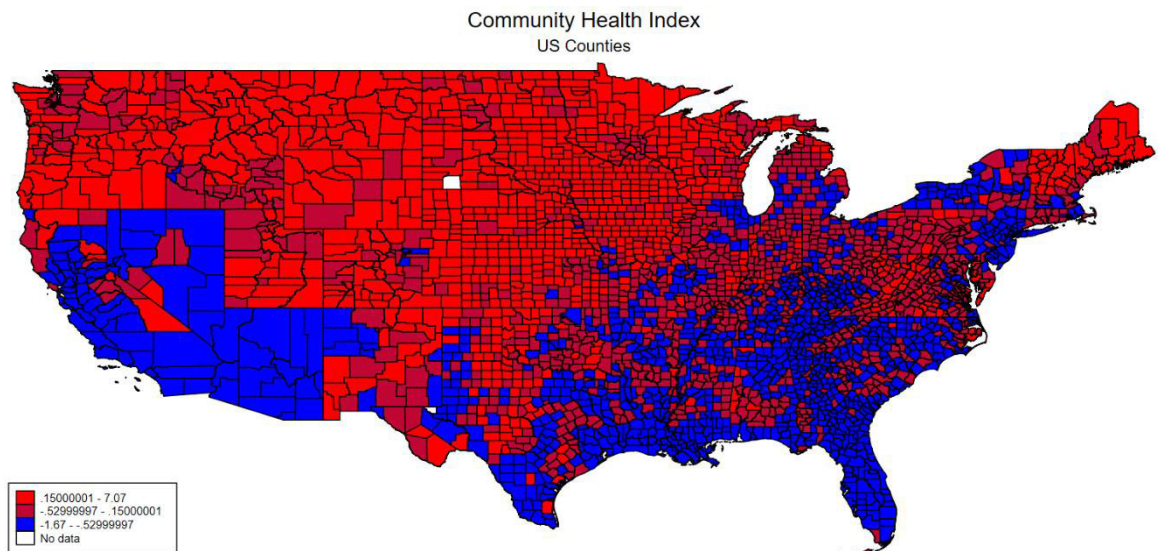 Community Health Index
US Counties
.15000001 - 7.07
-.52999997 - .15000001
-1.67 - -.52999997
No data